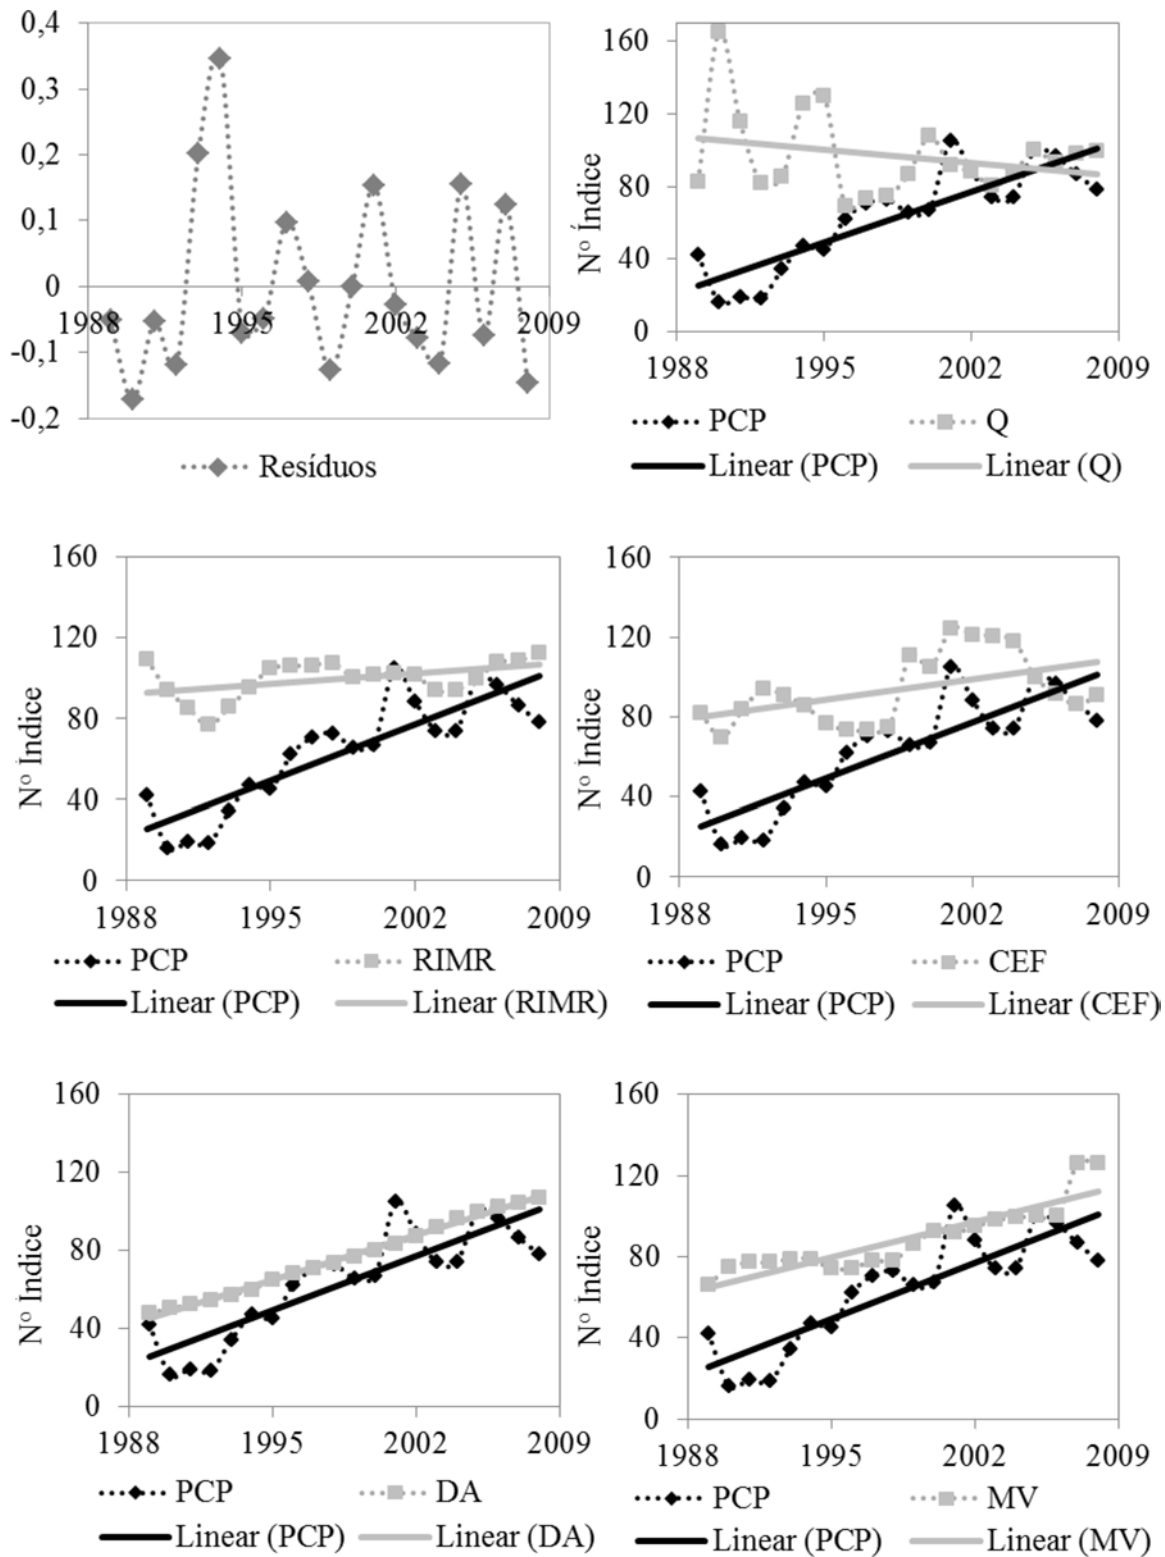 0,4
0,3
0,2
0,1
0
-0,1
-0,2
1988 1995 2002 2009
Resíduos
Nº Índice
160
120
80
40
0
1988 1995 2002 2009
PCP Q
Linear (PCP) Linear (Q)
Nº Índice
160
120
80
40
0
1988 1995 2002 2009
PCP RIMR
Linear (PCP) Linear (RIMR)
Nº Índice
160
120
80
40
0
1988 1995 2002 2009
PCP CEF
Linear (PCP) Linear (CEF)
Nº Índice
160
120
80
40
0
1988 1995 2002 2009
PCP DA
Linear (PCP) Linear (DA)
Nº Índice
160
120
80
40
0
1988 1995 2002 2009
PCP MV
Linear (PCP) Linear (MV)